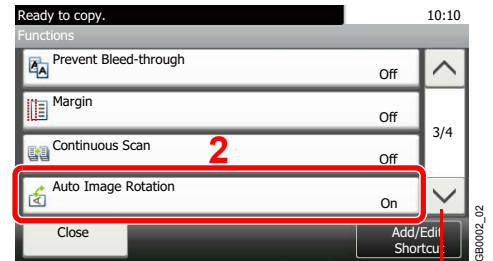 Ready to copy. 10:10
Functions
Prevent Bleed-through
Off
Margin
Off
3/4
Continuous Scan
2
Off
Auto Image Rotation
On
Close
Add/Edit
Shortcut
GB0002_02